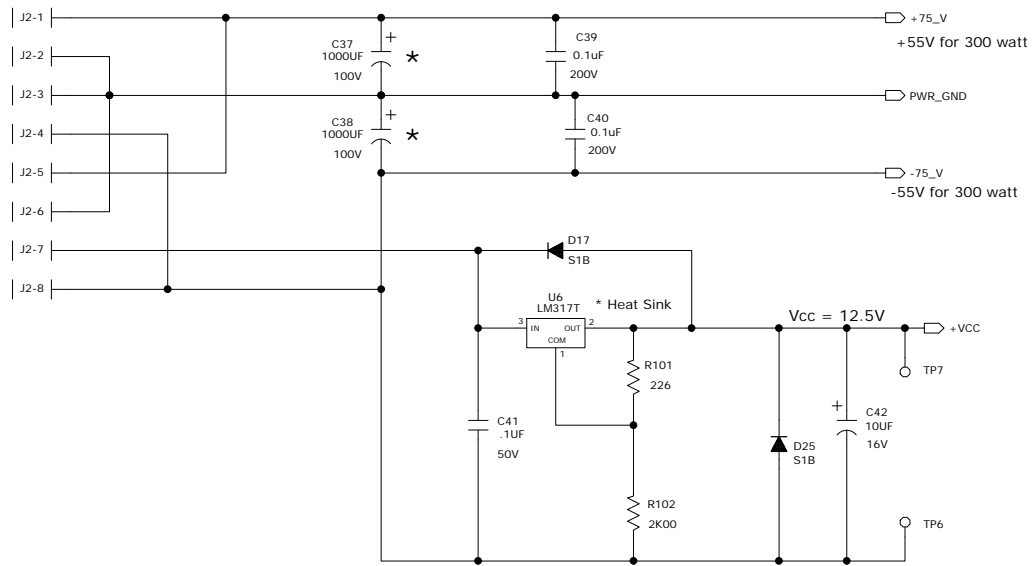 J2-1
J2-2
J2-3
J2-4
J2-5
J2-6
J2-7
J2-8
C37
1000UF
100V
+
*
C39
0.1uF
200V
+75_V
+55V for 300 watt
PWR_GND
C38
1000UF
100V
+
*
C40
0.1uF
200V
-75_V
-55V for 300 watt
D17
S1B
U6
LM317T
* Heat Sink
3
IN
OUT
2
COM
1
Vcc = 12.5V
+VCC
TP7
R101
226
C41
.1UF
50V
+
C42
10UF
16V
D25
S1B
R102
2K00
TP6